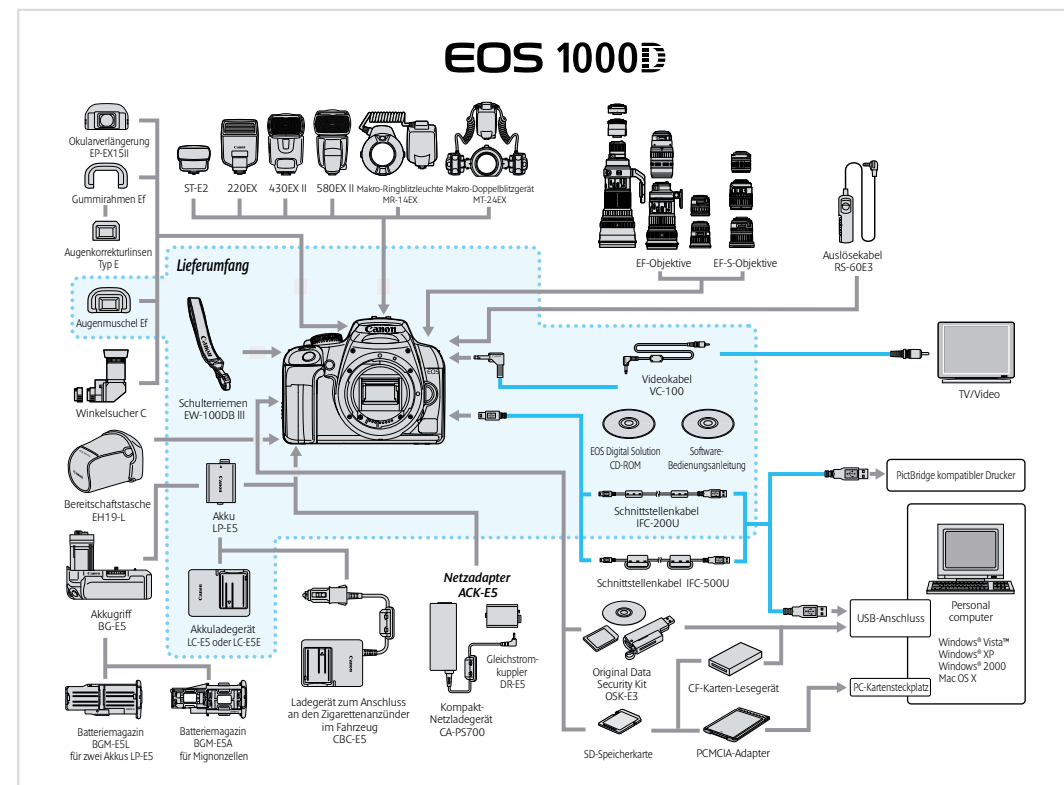 EOS 1000D
Okularverlängerung
EP-EX15II
Gummirahmen Ef
Augenkorrekturlinsen
Typ E
Augenmuschel Ef
Winkelsucher C
Bereitschaftstasche
EH19-L
Akkugriff
BG-E5
Batteriemagazin
BGM-E5L
für zwei Akkus LP-E5
Batteriemagazin
BGM-E5A
für Mignonzellen
ST-E2
220EX
430EX II
580EX II
Makro-Ringblitzleuchte
MR-14EX
Makro-Doppelblitzgerät
MT-24EX
EF-Objektive
EF-S-Objektive
Auslösekabel
RS-60E3
Lieferumfang
Canon
EOS
Schulterriemen
EW-100DB III
Akku
LP-E5
Akkuladegerät
LC-E5 oder LC-E5E
Videokabel
VC-100
TV/Video
EOS Digital Solution
CD-ROM
Software-
Bedienungsanleitung
Schnittstellenkabel
IFC-200U
Schnittstellenkabel IFC-500U
PictBridge kompatibler Drucker
Ladegerät zum Anschluss
an den Zigarettenanzünder
im Fahrzeug
CBC-E5
Netzadapter
ACK-E5
Kompakt-
Netzladegerät
CA-PS700
Gleichstrom-
kuppler
DR-E5
Original Data
Security Kit
OSK-E3
SD-Speicherkarte
CF-Karten-Lesegerät
PCMCIA-Adapter
USB-Anschluss
PC-Kartensteckplatz
Personal
computer
Windows® Vista™
Windows® XP
Windows® 2000
Mac OS X